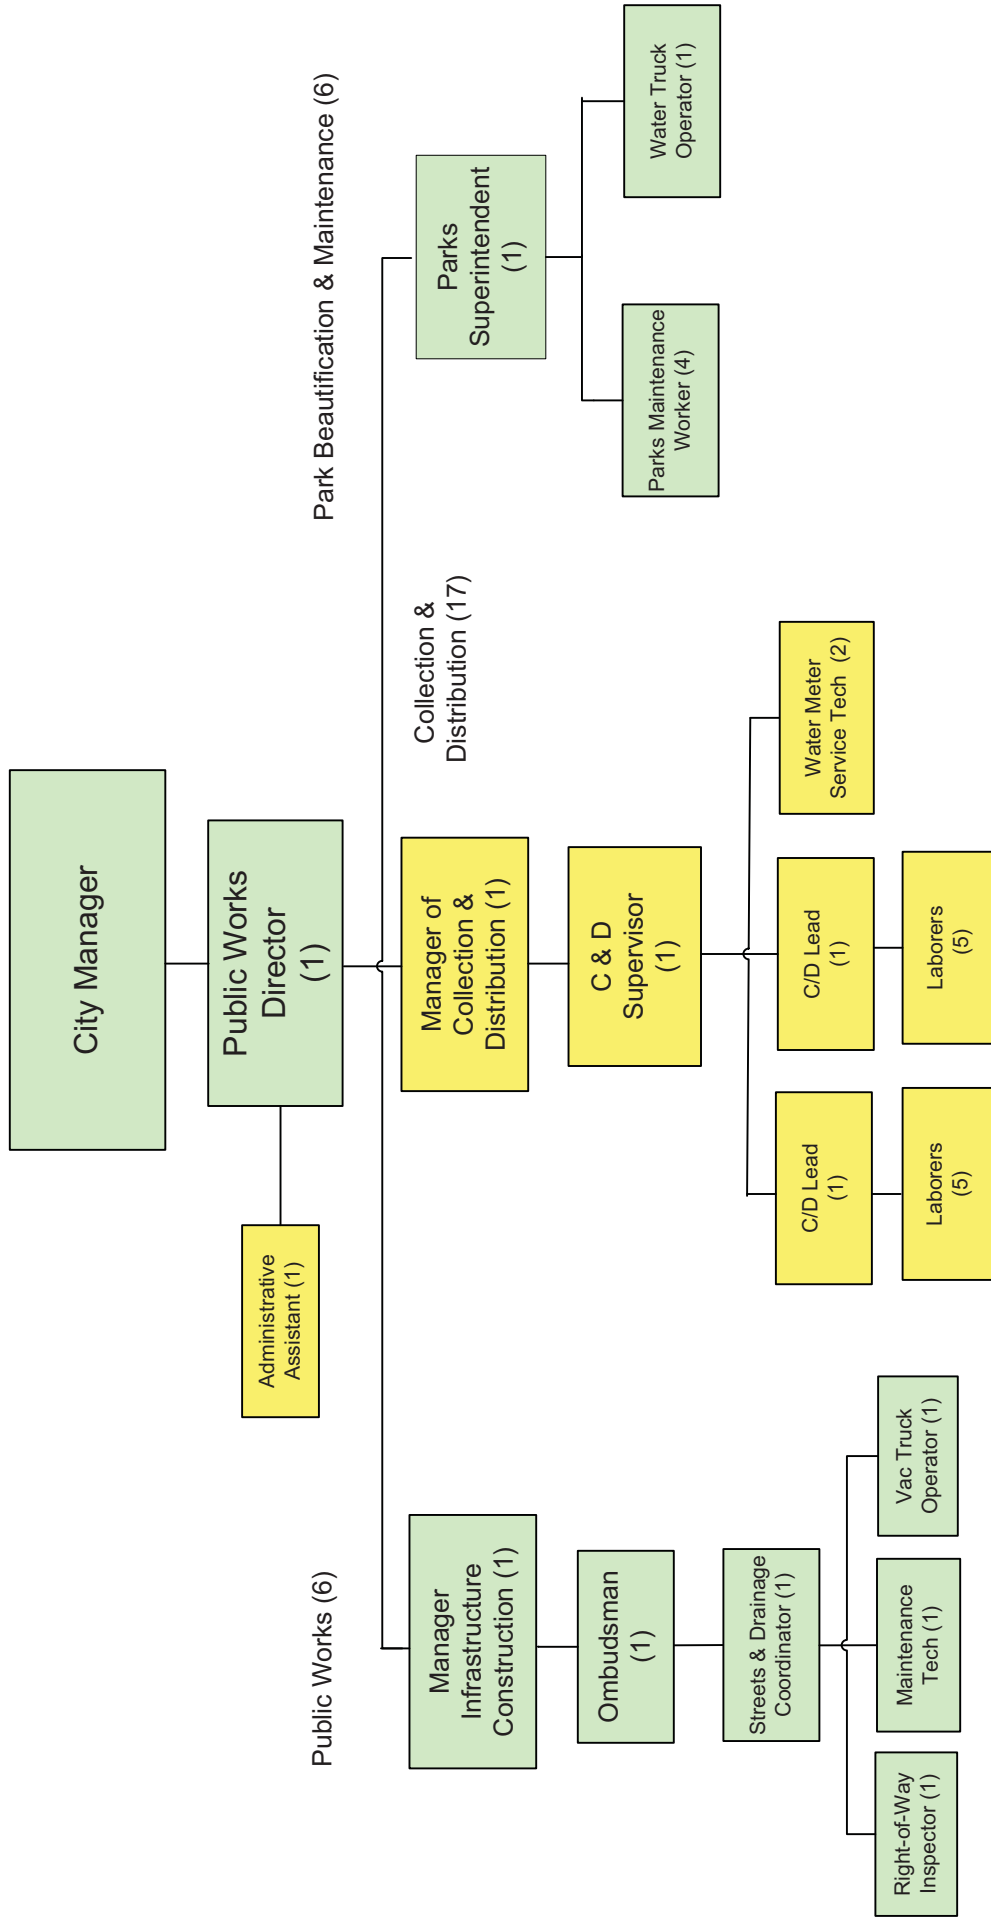 City Manager
Public Works
Director
(1)
Administrative
Assistant (1)
Public Works (6)
Collection &
Distribution (17)
Park Beautification & Maintenance (6)
Manager
Infrastructure
Construction (1)
Manager of
Collection &
Distribution (1)
Parks
Superintendent
(1)
Ombudsman
(1)
C & D
Supervisor
(1)
Parks Maintenance
Worker (4)
Water Truck
Operator (1)
Streets & Drainage
Coordinator (1)
C/D Lead
(1)
C/D Lead
(1)
Water Meter
Service Tech (2)
Right-of-Way
Inspector (1)
Maintenance
Tech (1)
Vac Truck
Operator (1)
Laborers
(5)
Laborers
(5)